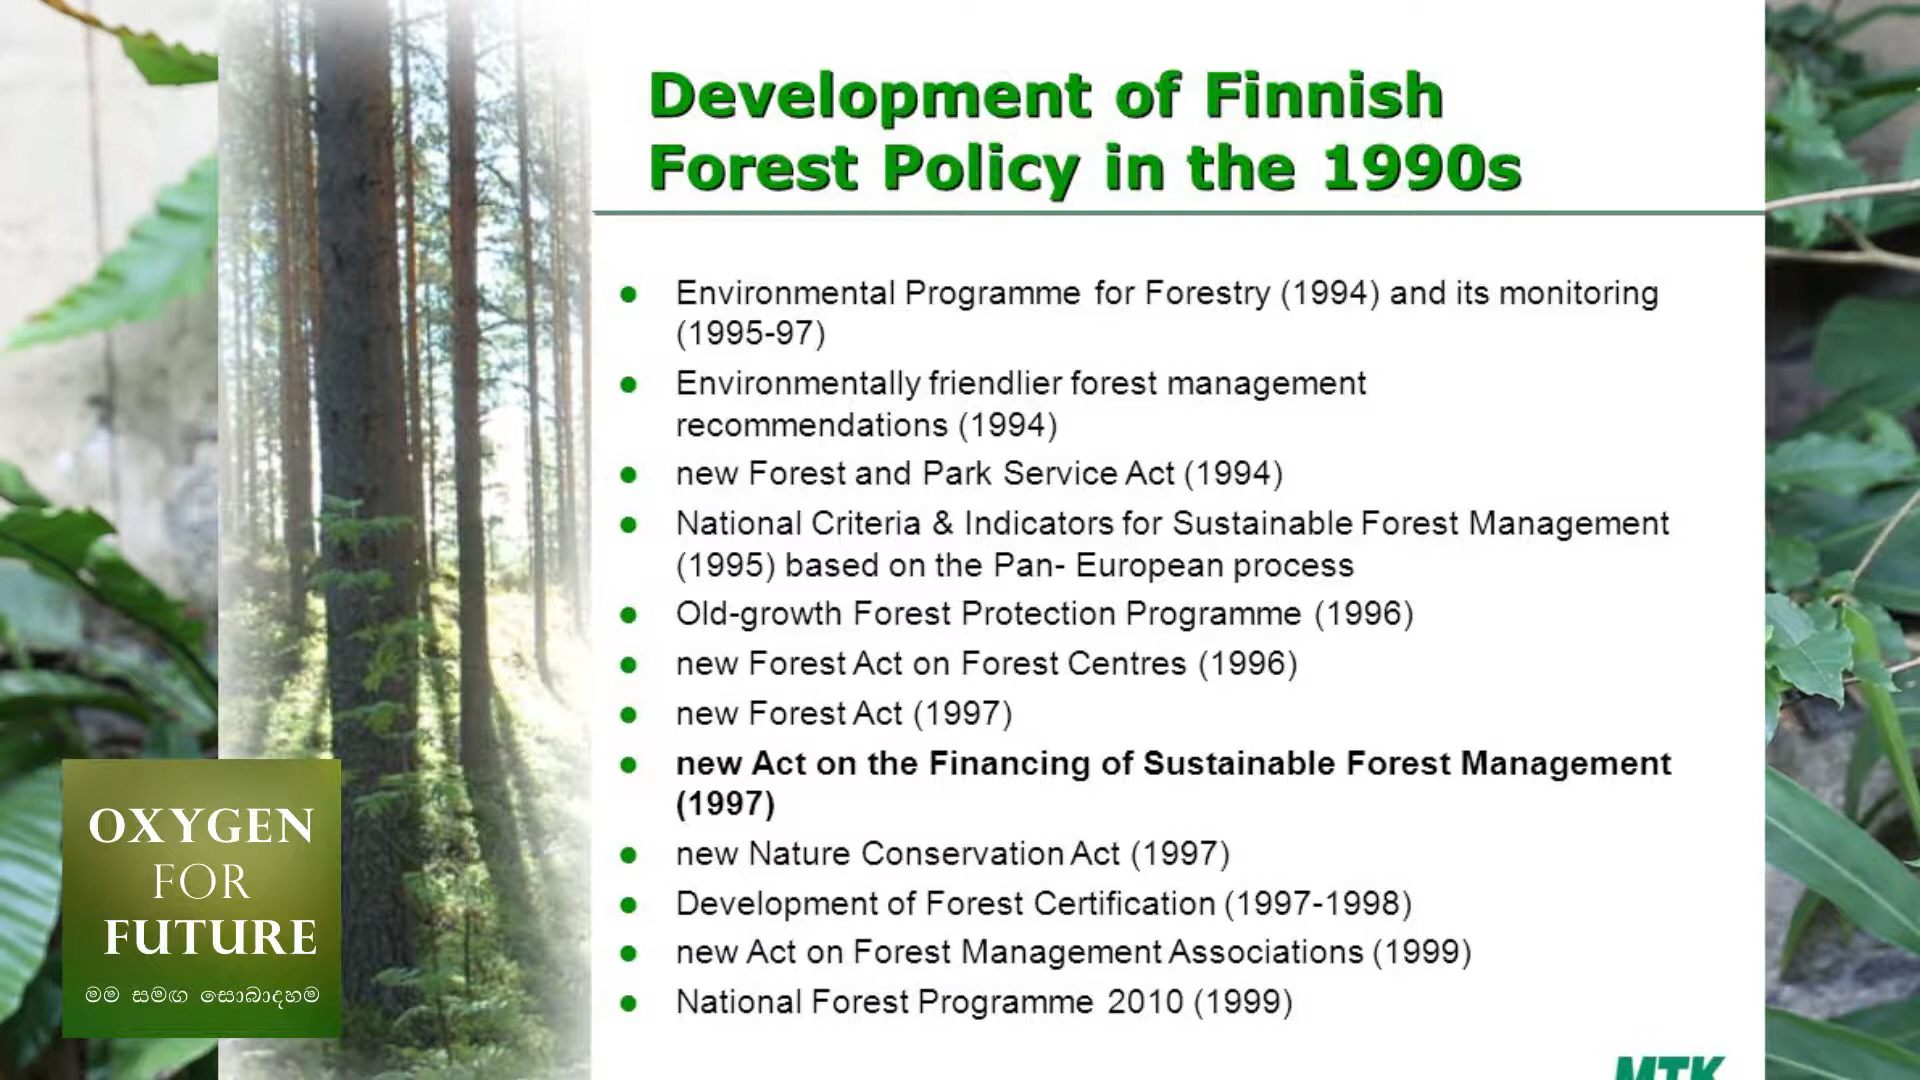 Development of Finnish
Forest Policy in the 1990s
Environmental Programme for Forestry (1994) and its monitoring
(1995-97)
Environmentally friendlier forest management
recommendations (1994)
new Forest and Park Service Act (1994)
National Criteria & Indicators for Sustainable Forest Management
(1995) based on the Pan- European process
Old-growth Forest Protection Programme (1996)
new Forest Act on Forest Centres (1996)
new Forest Act (1997)
new Act on the Financing of Sustainable Forest Management
(1997)
new Nature Conservation Act (1997)
Development of Forest Certification (1997-1998)
new Act on Forest Management Associations (1999)
National Forest Programme 2010 (1999)
MTK
OXYGEN
FOR
FUTURE
මම සමඟ සොබාදහම